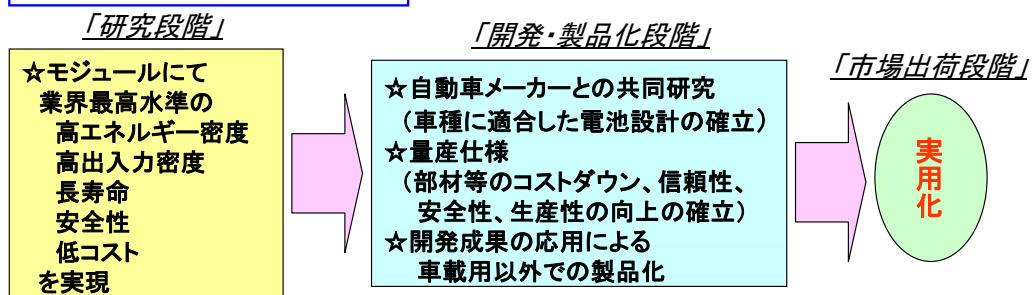 「研究段階」
☆モジュールにて
業界最高水準の
高エネルギー密度
高出入力密度
長寿命
安全性
低コスト
を実現
「開発・製品化段階」
☆自動車メーカーとの共同研究
（車種に適合した電池設計の確立）
☆量産仕様
（部材等のコストダウン、信頼性、
安全性、生産性の向上の確立）
☆開発成果の応用による
車載用以外での製品化
「市場出荷段階」
実用化